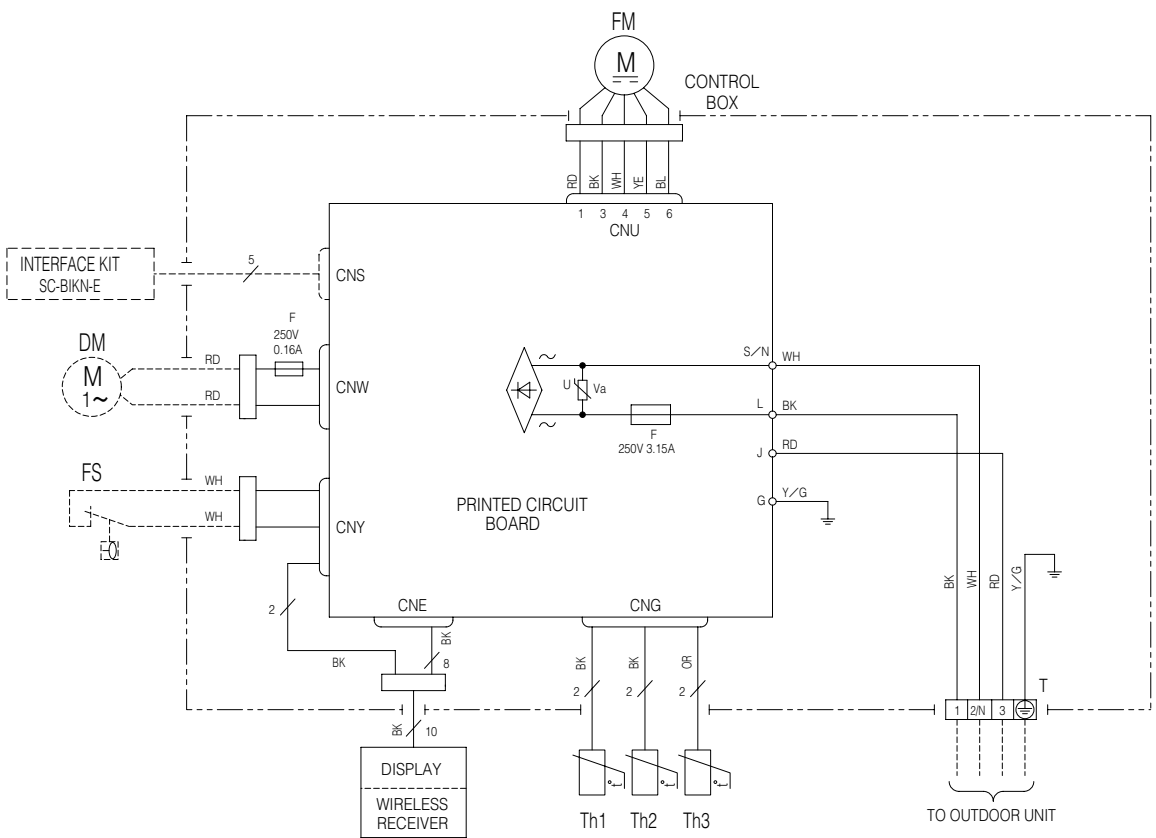 FM
M
CONTROL
BOX
RD BK WH YE BL
1 3 4 5 6
CNU
INTERFACE KIT
SC-BIKN-E
5
CNS
F
250V
0.16A
DM
M
1~
RD
RD
CNW
S/N WH
U Va
L BK
F
250V 3.15A
J RD
FS
WH
WH
CNY
PRINTED CIRCUIT
BOARD
G Y/G
BK WH RD Y/G
2
BK
CNE
BK
8
CNG
BK BK OR
2 2 2
T
1 2/N 3
BK
10
DISPLAY
WIRELESS
RECEIVER
t° t° t°
Th1 Th2 Th3
TO OUTDOOR UNIT